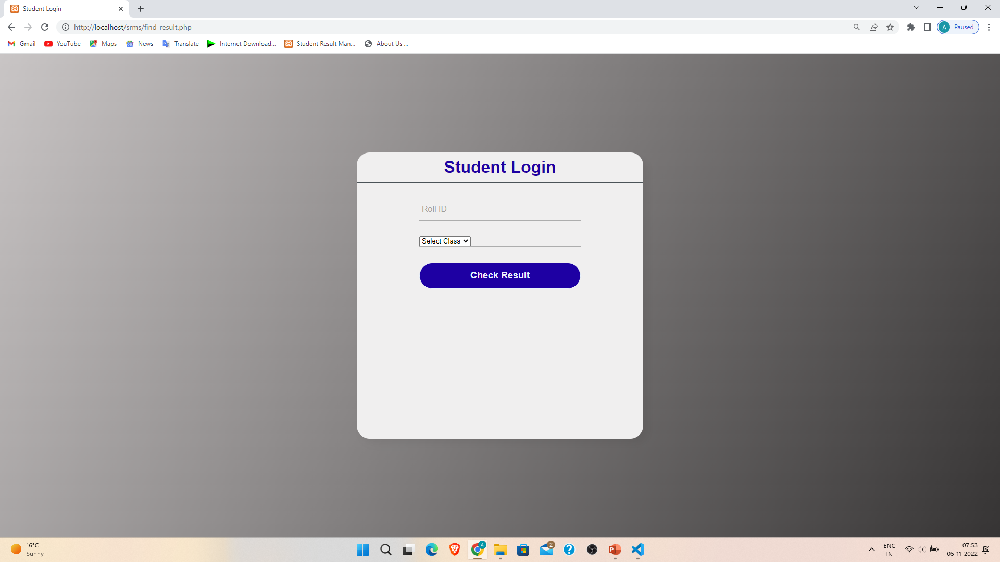 Student Login
http://localhost/srms/find-result.php
A Paused
Gmail YouTube Maps News Translate Internet Download... Student Result Man... About Us ...
Student Login
Roll ID
Select Class
Check Result
16°C
Sunny
A
2
P
ENG
IN
07:53
05-11-2022